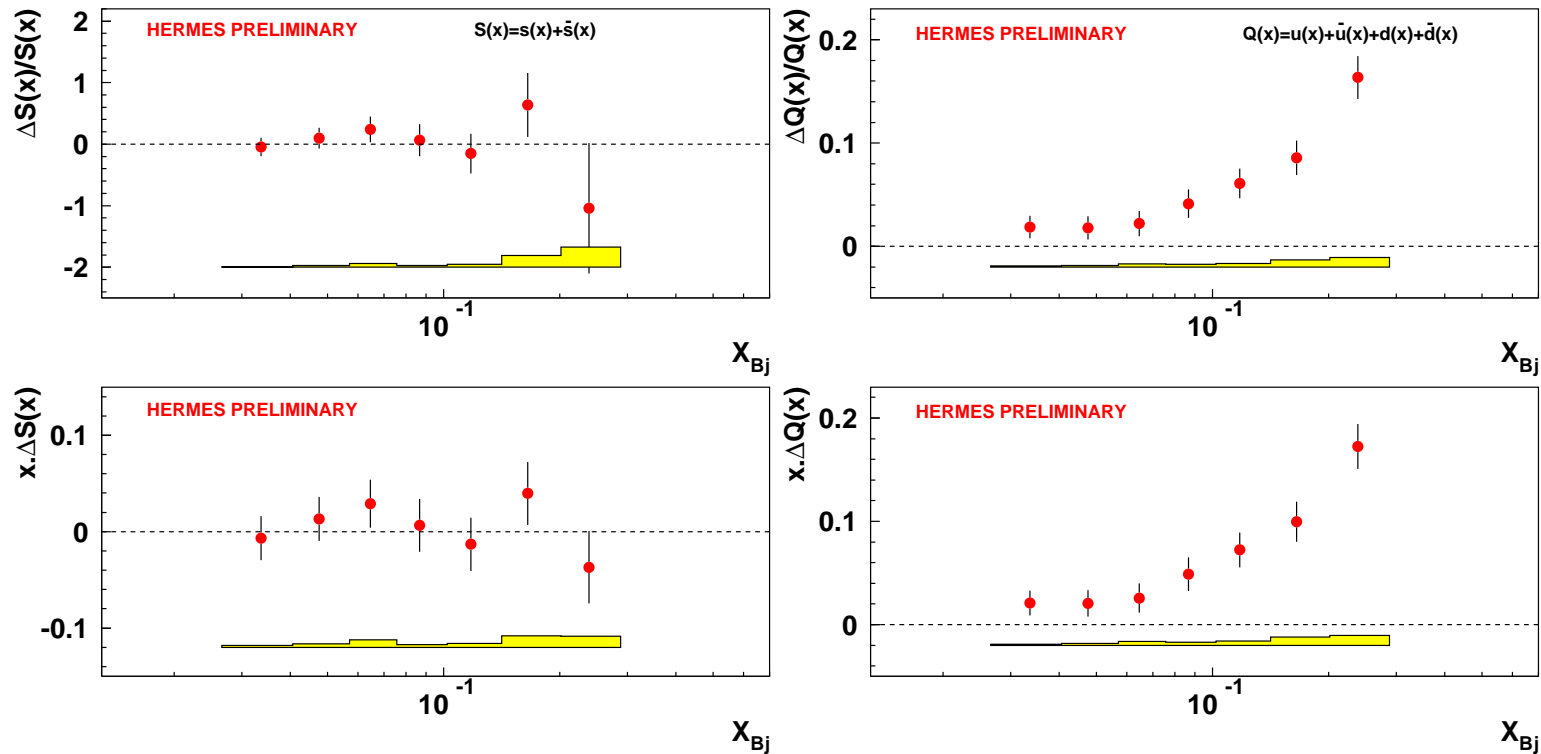 ΔS(x)/S(x)
HERMES PRELIMINARY
S(x)=s(x)+s̄(x)
2
1
0
-1
-2
10⁻¹
X_Bj
ΔQ(x)/Q(x)
HERMES PRELIMINARY
Q(x)=u(x)+ū(x)+d(x)+d̄(x)
0.2
0.1
0
10⁻¹
X_Bj
x.ΔS(x)
HERMES PRELIMINARY
0.1
0
-0.1
10⁻¹
X_Bj
x.ΔQ(x)
HERMES PRELIMINARY
0.2
0.1
0
10⁻¹
X_Bj